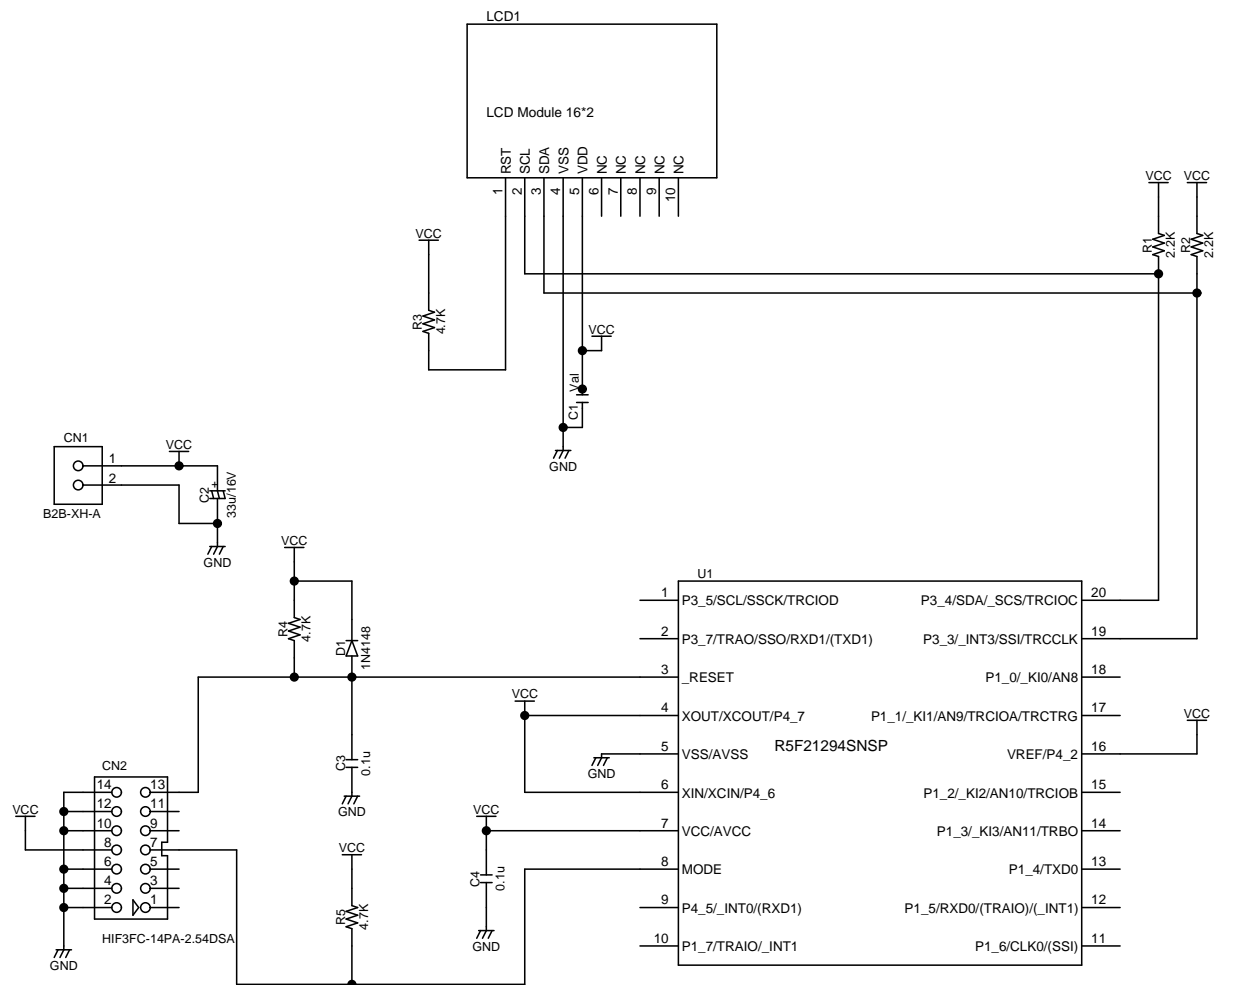 LCD1
LCD Module 16*2
RST
SCL
SDA
VSS
VDD
NC
NC
NC
NC
NC
1
2
3
4
5
6
7
8
9
10
VCC
VCC
R1
2.2K
R2
2.2K
VCC
R3
4.7K
VCC
Val
C1
GND
CN1
1
2
B2B-XH-A
VCC
C2
+
33u/16V
GND
VCC
R4
4.7K
D1
1N4148
C3
0.1u
GND
U1
1 P3_5/SCL/SSCK/TRCIOD
2 P3_7/TRAO/SSO/RXD1/(TXD1)
3 _RESET
4 XOUT/XCOUT/P4_7
5 VSS/AVSS
6 XIN/XCIN/P4_6
7 VCC/AVCC
8 MODE
9 P4_5/_INT0/(RXD1)
10 P1_7/TRAIO/_INT1
R5F21294SNSP
P3_4/SDA/_SCS/TRCIOC 20
P3_3/_INT3/SSI/TRCCLK 19
P1_0/_KI0/AN8 18
P1_1/_KI1/AN9/TRCIOA/TRCTRG 17
VREF/P4_2 16
P1_2/_KI2/AN10/TRCIOB 15
P1_3/_KI3/AN11/TRBO 14
P1_4/TXD0 13
P1_5/RXD0/(TRAIO)/(_INT1) 12
P1_6/CLK0/(SSI) 11
VCC
VCC
GND
VCC
C4
0.1u
GND
CN2
14 13
12 11
10 9
8 7
6 5
4 3
2 1
HIF3FC-14PA-2.54DSA
VCC
GND
VCC
R5
4.7K